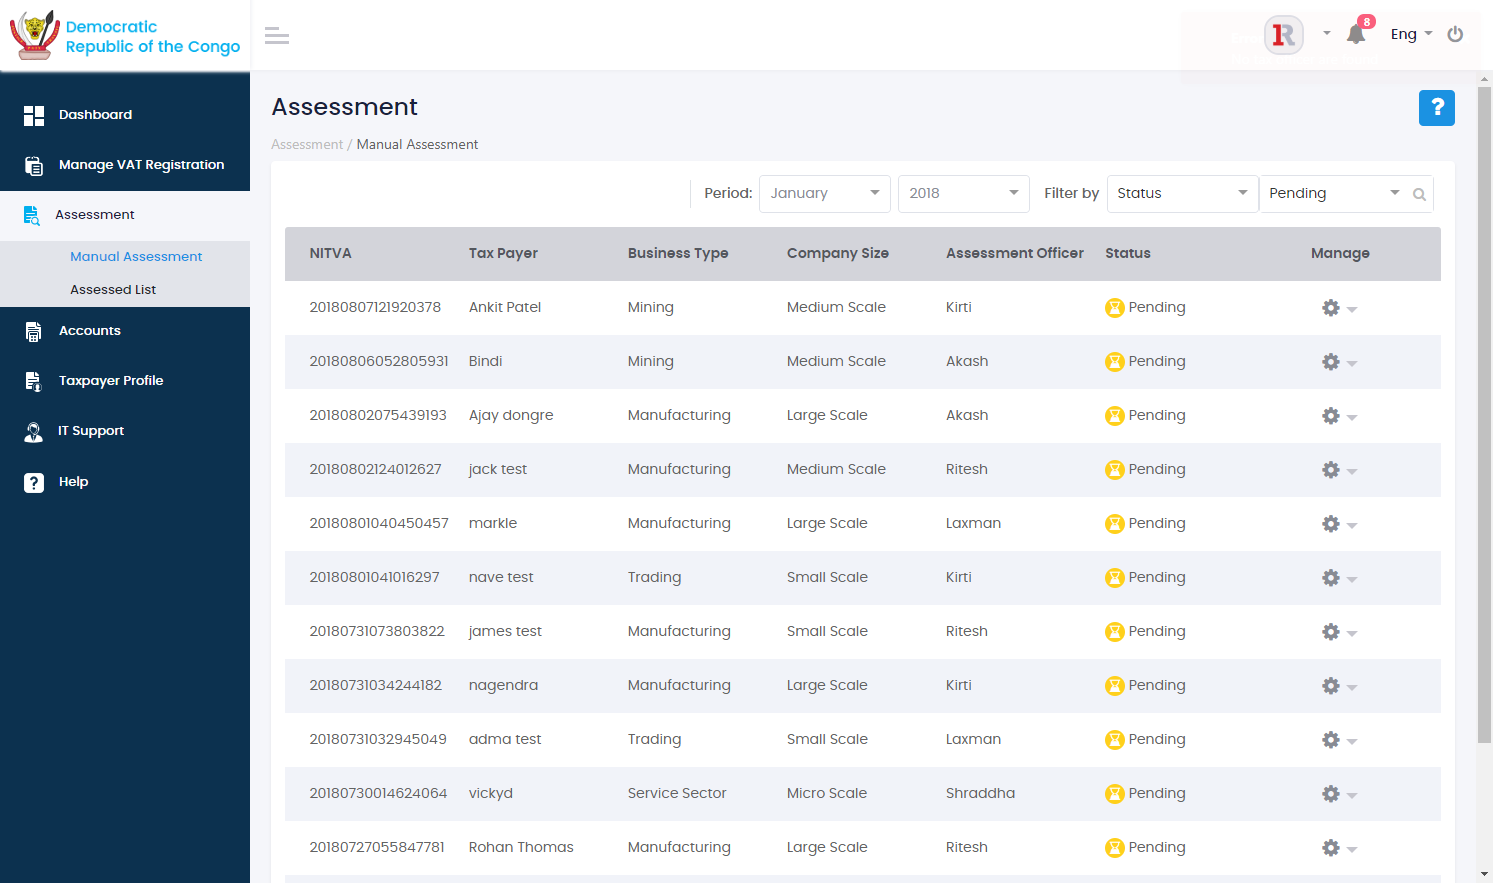 Democratic
Republic of the Congo
1R
8
Eng
Dashboard
Manage VAT Registration
Assessment
Manual Assessment
Assessed List
Accounts
Taxpayer Profile
IT Support
? Help
Assessment
?
Assessment / Manual Assessment
Period: January 2018 Filter by Status Pending
NITVA Tax Payer Business Type Company Size Assessment Officer Status Manage
20180807121920378 Ankit Patel Mining Medium Scale Kirti Pending
20180806052805931 Bindi Mining Medium Scale Akash Pending
20180802075439193 Ajay dongre Manufacturing Large Scale Akash Pending
20180802124012627 jack test Manufacturing Medium Scale Ritesh Pending
20180801040450457 markle Manufacturing Large Scale Laxman Pending
20180801041016297 nave test Trading Small Scale Kirti Pending
20180731073803822 james test Manufacturing Small Scale Ritesh Pending
20180731034244182 nagendra Manufacturing Large Scale Kirti Pending
20180731032945049 adma test Trading Small Scale Laxman Pending
20180730014624064 vickyd Service Sector Micro Scale Shraddha Pending
20180727055847781 Rohan Thomas Manufacturing Large Scale Ritesh Pending